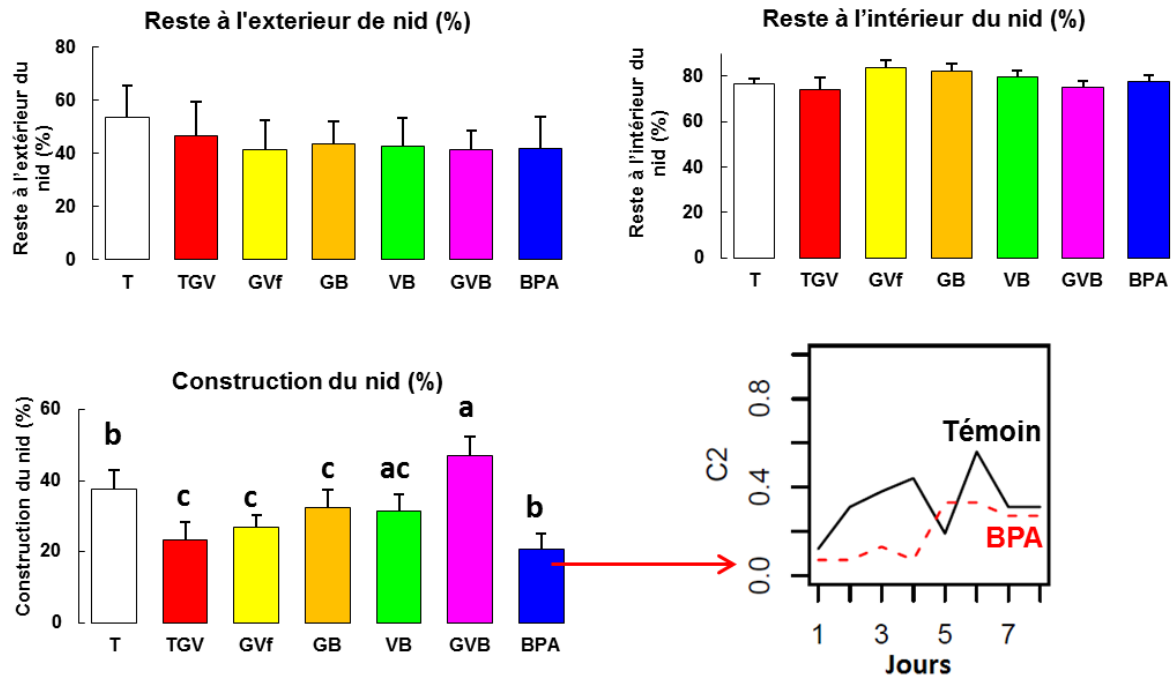 Reste à l'exterieur de nid (%)
Reste à l’extérieur du
nid (%)
80
60
40
20
0
T TGV GVf GB VB GVB BPA
Reste à l’intérieur du nid (%)
Reste à l’intérieur du
nid (%)
80
60
40
20
0
T TGV GVf GB VB GVB BPA
Construction du nid (%)
Construction du nid (%)
60
40
20
0
b c c c ac a b
T TGV GVf GB VB GVB BPA
C2
0.8
0.4
0.0
Témoin
BPA
1 3 5 7
Jours